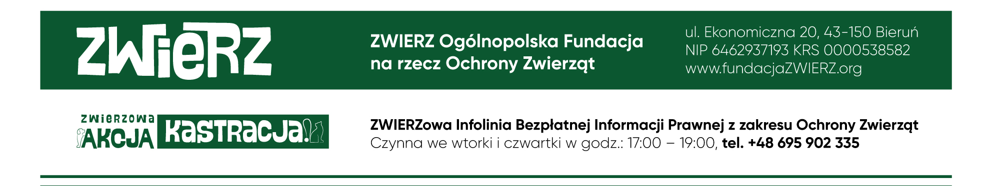 ZWIERZ
ZWIERZ Ogólnopolska Fundacja
na rzecz Ochrony Zwierząt
ul. Ekonomiczna 20, 43-150 Bieruń
NIP 6462937193 KRS 0000538582
www.fundacjaZWIERZ.org
ZWIERZOWA
AKCJA KASTRACJA!
ZWIERZowa Infolinia Bezpłatnej Informacji Prawnej z zakresu Ochrony Zwierząt
Czynna we wtorki i czwartki w godz.: 17:00 – 19:00, tel. +48 695 902 335